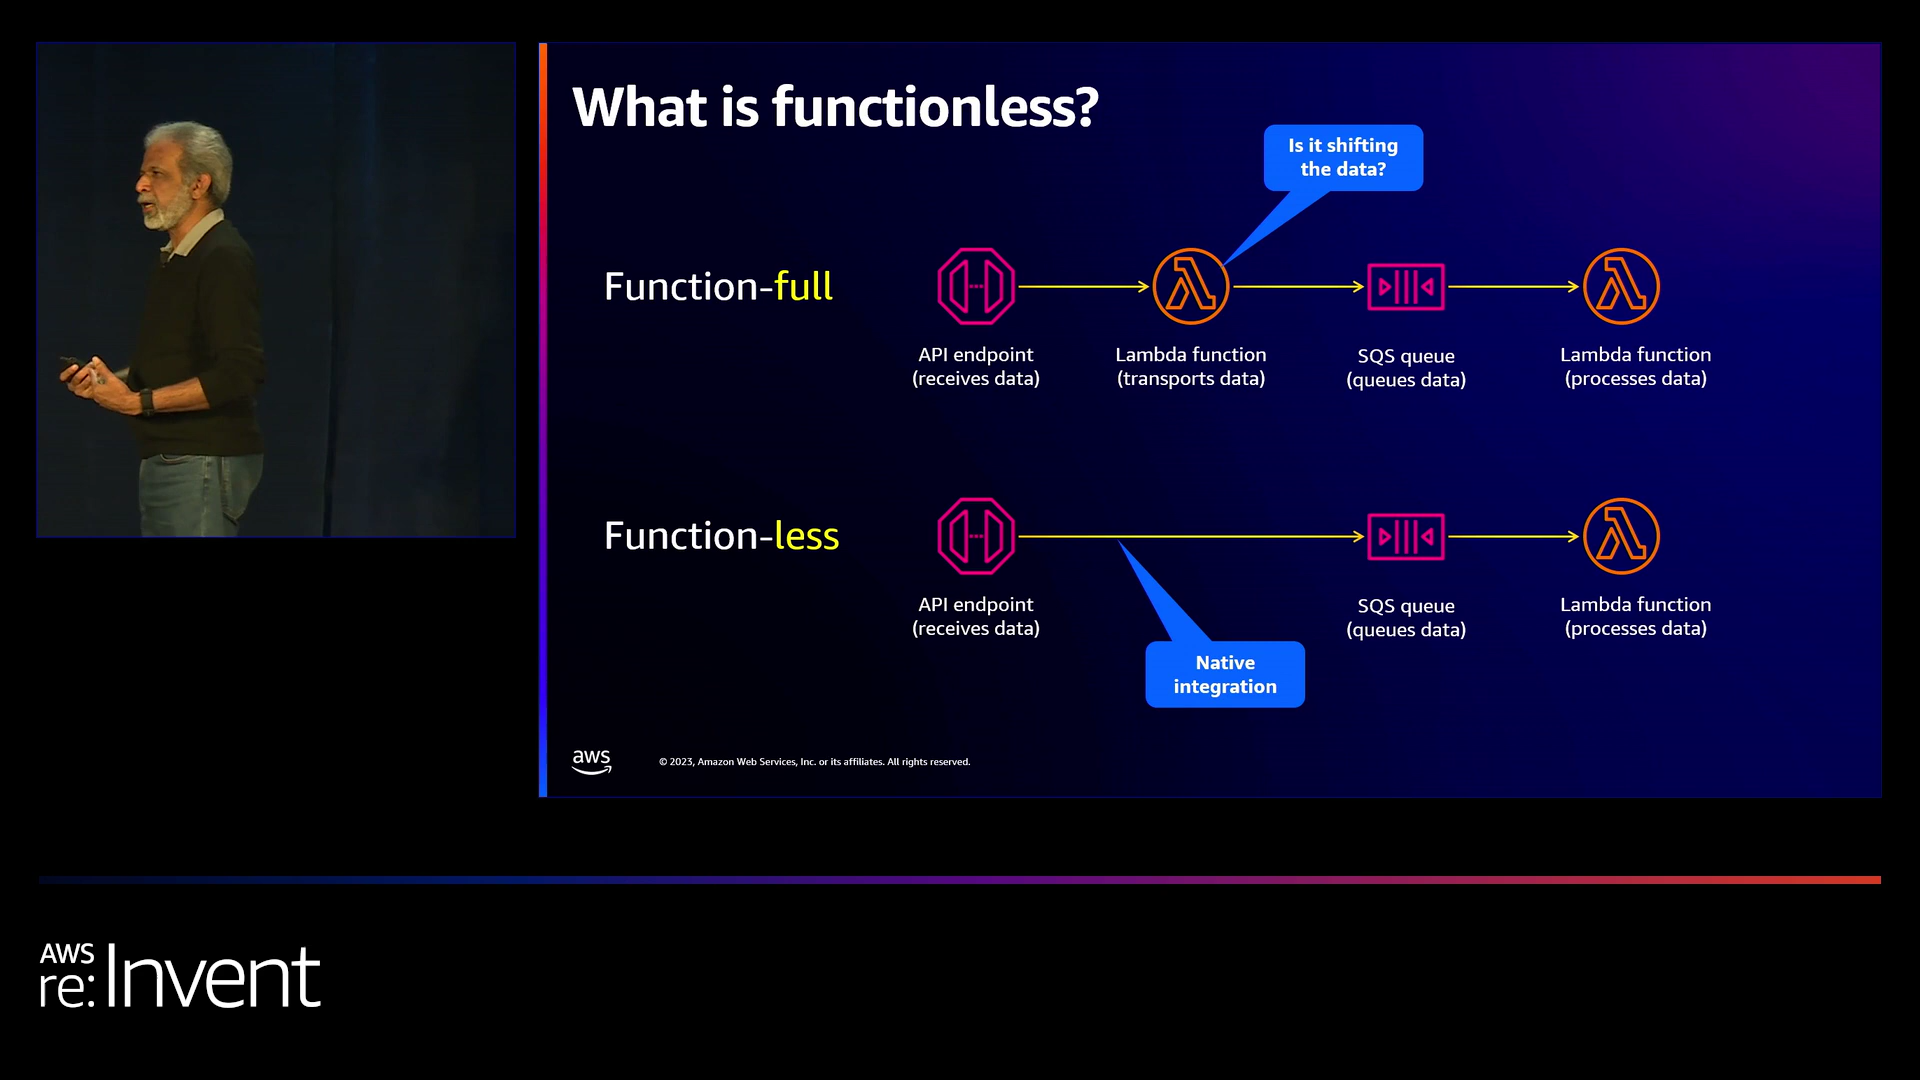 What is functionless?
Is it shifting
the data?
Function-full
API endpoint
(receives data)
Lambda function
(transports data)
SQS queue
(queues data)
Lambda function
(processes data)
Function-less
API endpoint
(receives data)
SQS queue
(queues data)
Lambda function
(processes data)
Native
integration
aws
© 2023, Amazon Web Services, Inc. or its affiliates. All rights reserved.
AWS
re:Invent